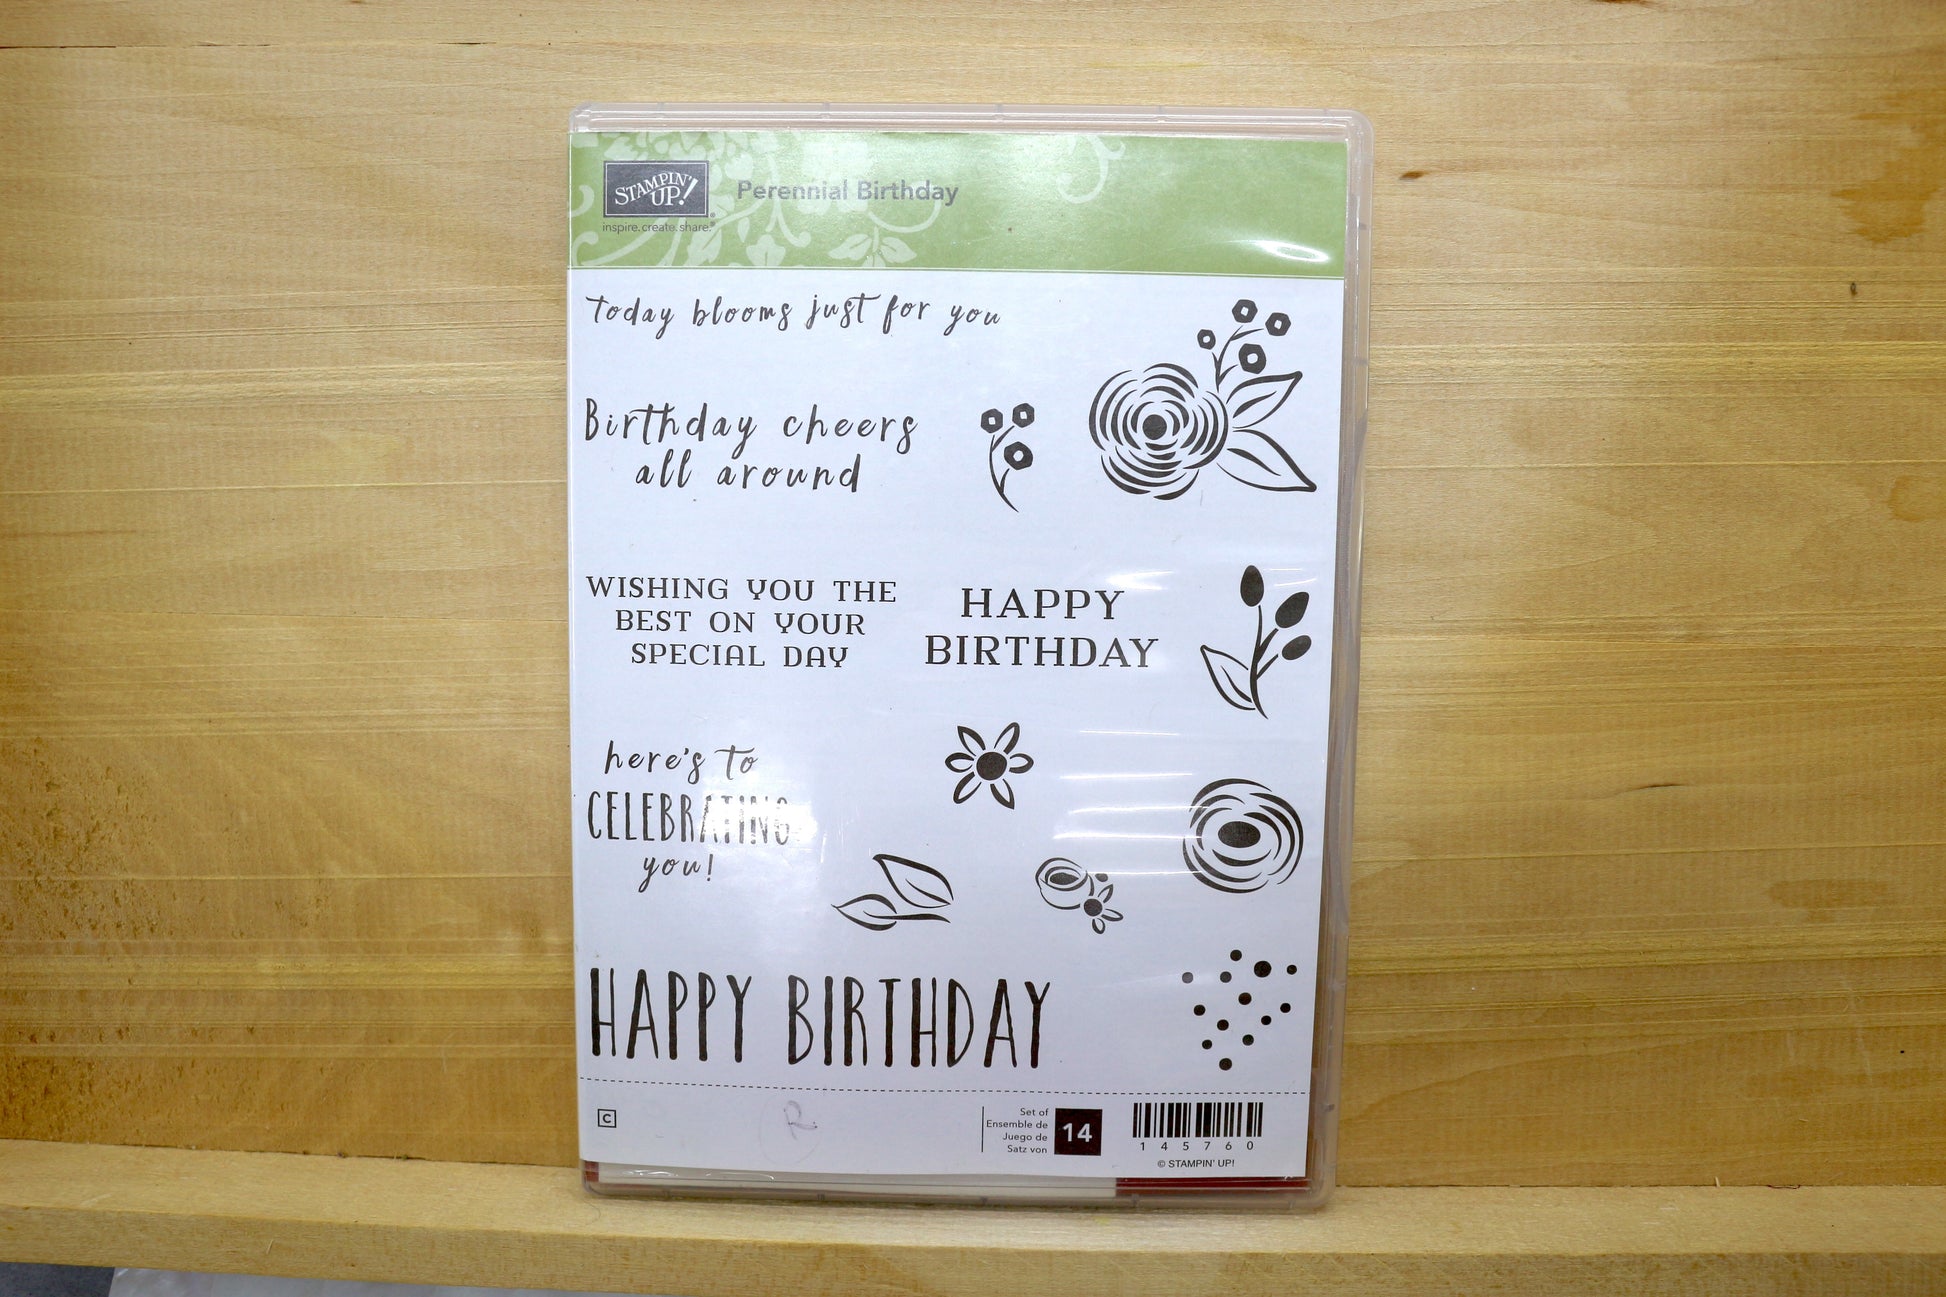 STAMPIN' UP!
inspire. create. share.
Perennial Birthday
Today blooms just for you
Birthday cheers
all around
WISHING YOU THE
BEST ON YOUR
SPECIAL DAY
HAPPY
BIRTHDAY
here's to
CELEBRATING
you!
HAPPY BIRTHDAY
C
R
Set of
Ensemble de
Juego de
Satz von
14
145760
© STAMPIN' UP!